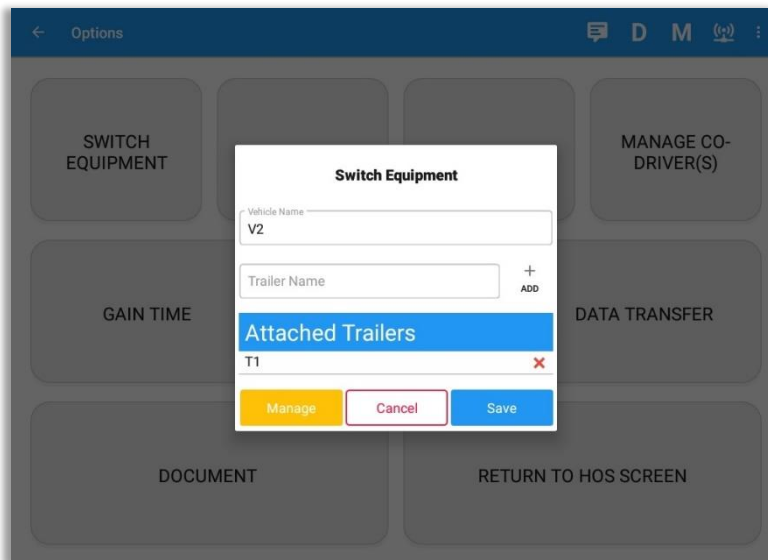 Options
D M
SWITCH
EQUIPMENT
MANAGE CO-
DRIVER(S)
Switch Equipment
Vehicle Name
V2
Trailer Name
ADD
GAIN TIME
DATA TRANSFER
Attached Trailers
T1
Manage
Cancel
Save
DOCUMENT
RETURN TO HOS SCREEN